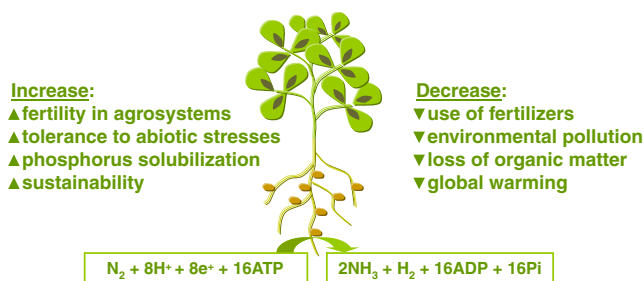 Increase:
▲fertility in agrosystems
▲tolerance to abiotic stresses
▲phosphorus solubilization
▲sustainability
Decrease:
▼use of fertilizers
▼environmental pollution
▼loss of organic matter
▼global warming
N₂ + 8H⁺ + 8e⁺ + 16ATP
2NH₃ + H₂ + 16ADP + 16Pi